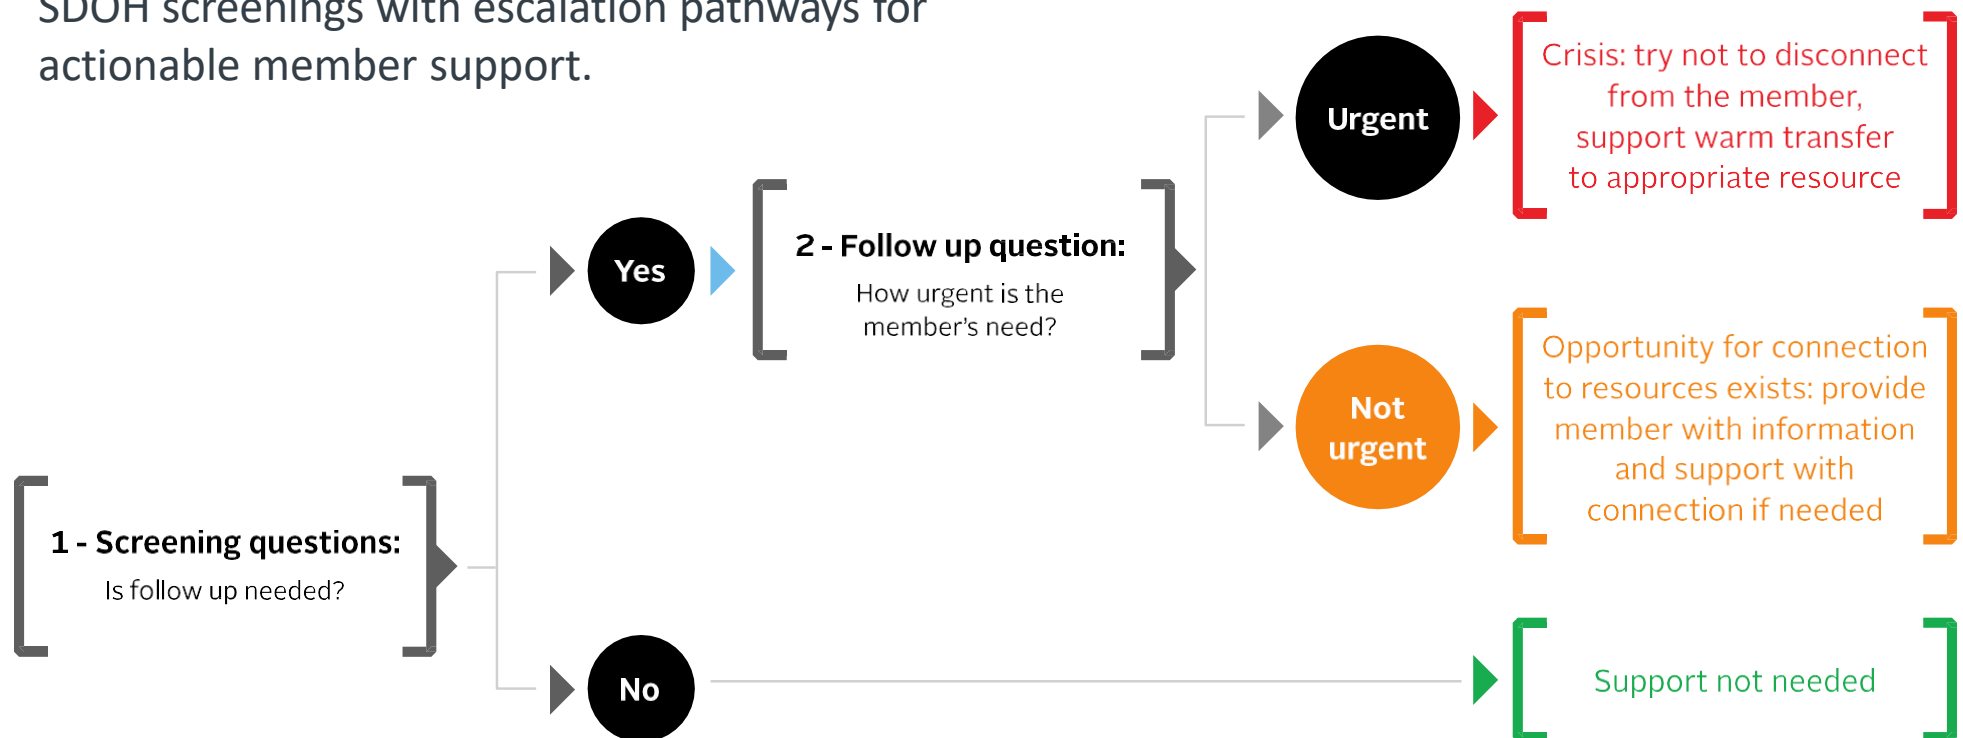 SDOH screenings with escalation pathways for
actionable member support.
1 - Screening questions:
Is follow up needed?
Yes
2 - Follow up question:
How urgent is the
member’s need?
Urgent
Crisis: try not to disconnect
from the member,
support warm transfer
to appropriate resource
Not
urgent
Opportunity for connection
to resources exists: provide
member with information
and support with
connection if needed
No
Support not needed